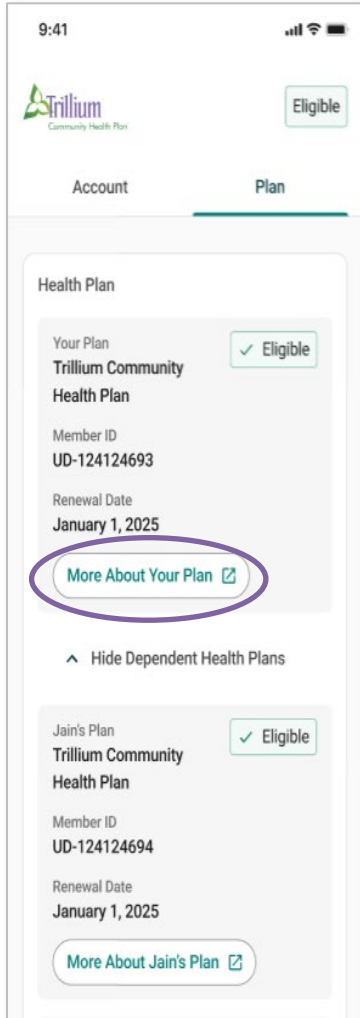 9:41
Trillium
Community Health Plan
Eligible
Account
Plan
Health Plan
Your Plan
Eligible
Trillium Community
Health Plan
Member ID
UD-124124693
Renewal Date
January 1, 2025
More About Your Plan
Hide Dependent Health Plans
Jain's Plan
Eligible
Trillium Community
Health Plan
Member ID
UD-124124694
Renewal Date
January 1, 2025
More About Jain's Plan